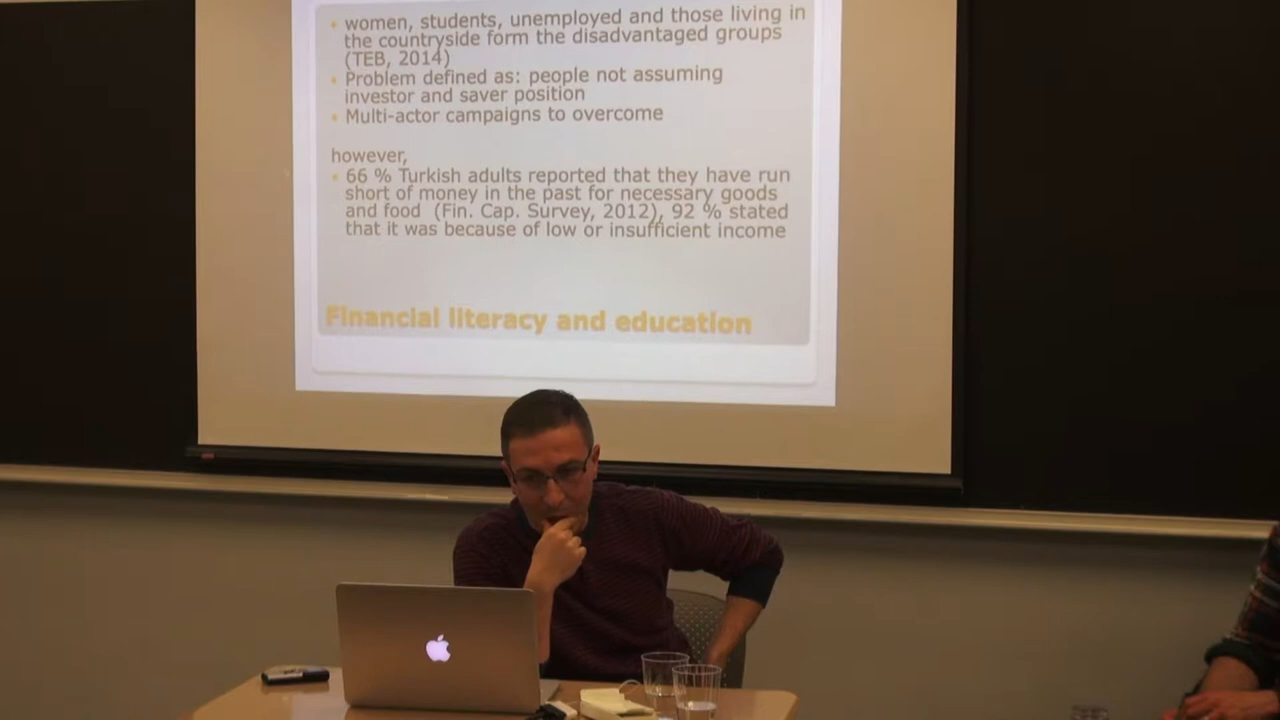 women, students, unemployed and those living in
the countryside form the disadvantaged groups
(TEB, 2014)
Problem defined as: people not assuming
investor and saver position
Multi-actor campaigns to overcome
however,
66 % Turkish adults reported that they have run
short of money in the past for necessary goods
and food (Fin. Cap. Survey, 2012), 92 % stated
that it was because of low or insufficient income
Financial literacy and education